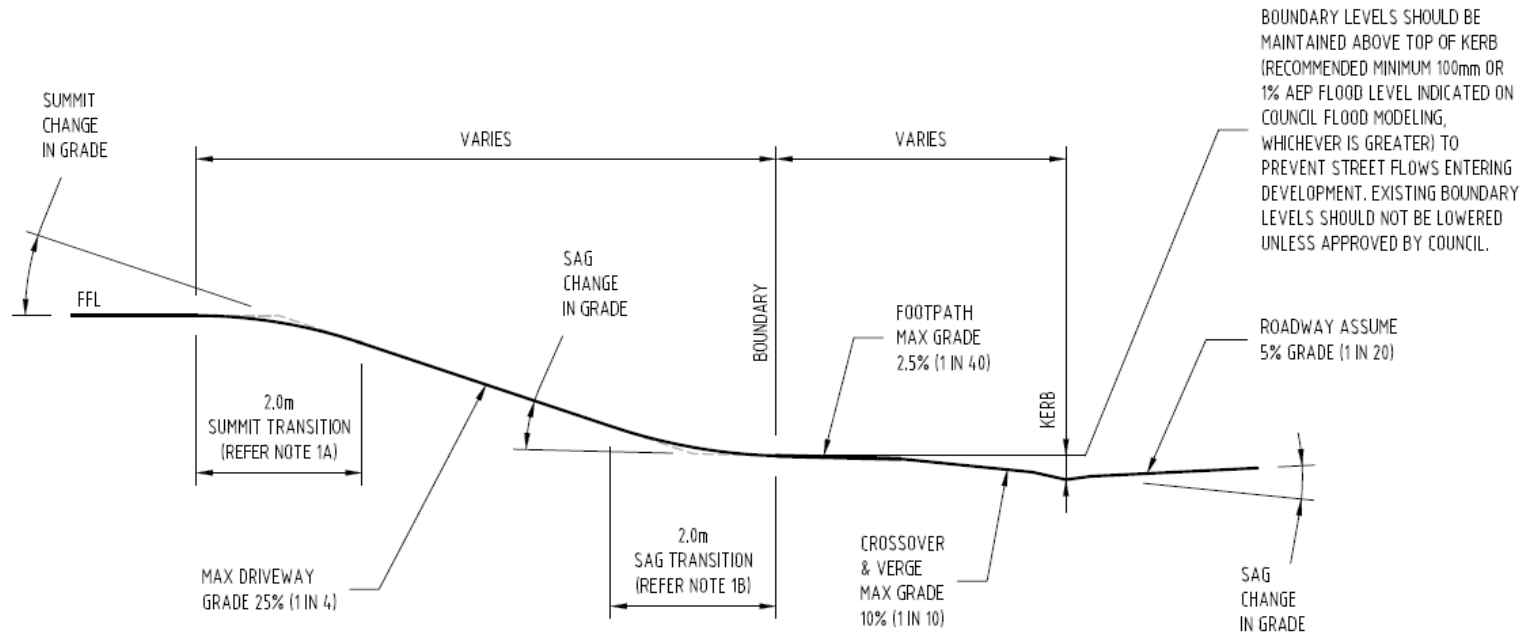 BOUNDARY LEVELS SHOULD BE
MAINTAINED ABOVE TOP OF KERB
(RECOMMENDED MINIMUM 100mm OR
1% AEP FLOOD LEVEL INDICATED ON
COUNCIL FLOOD MODELING,
WHICHEVER IS GREATER) TO
PREVENT STREET FLOWS ENTERING
DEVELOPMENT. EXISTING BOUNDARY
LEVELS SHOULD NOT BE LOWERED
UNLESS APPROVED BY COUNCIL.
SUMMIT
CHANGE
IN GRADE
VARIES
VARIES
SAG
CHANGE
IN GRADE
FFL
BOUNDARY
FOOTPATH
MAX GRADE
2.5% (1 IN 40)
ROADWAY ASSUME
5% GRADE (1 IN 20)
KERB
2.0m
SUMMIT TRANSITION
(REFER NOTE 1A)
MAX DRIVEWAY
GRADE 25% (1 IN 4)
2.0m
SAG TRANSITION
(REFER NOTE 1B)
CROSSOVER
& VERGE
MAX GRADE
10% (1 IN 10)
SAG
CHANGE
IN GRADE